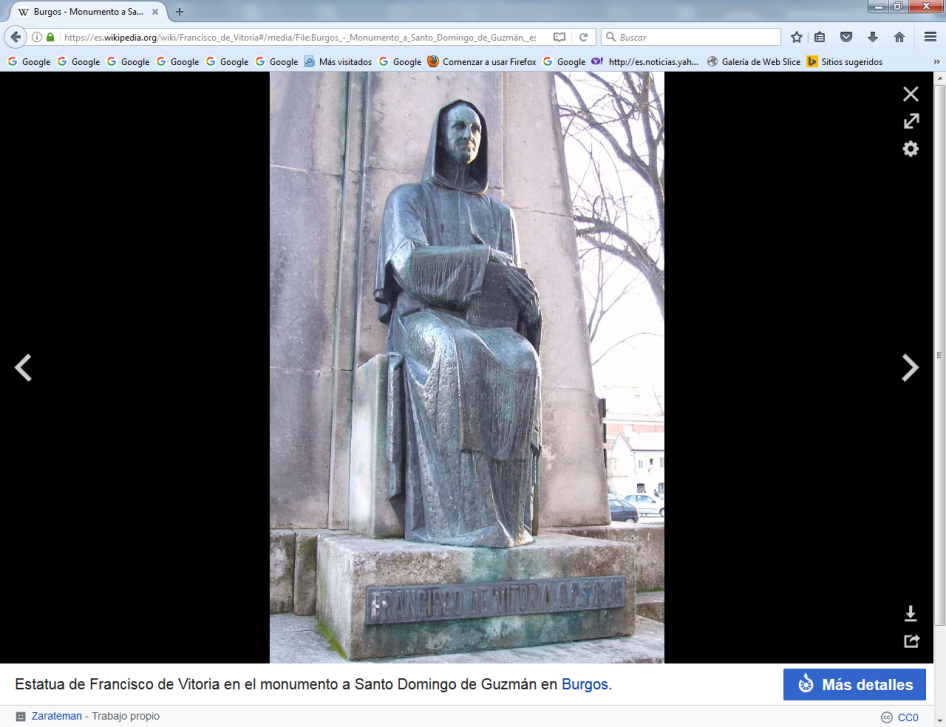 Burgos - Monumento a Sa...
https://es.wikipedia.org/wiki/Francisco_de_Vitoria#/media/File:Burgos_-_Monumento_a_Santo_Domingo_de_Guzmán,_es
Buscar
Google Google Google Google Google Google Más visitados Google Comenzar a usar Firefox Google http://es.noticias.yah... Galería de Web Slice Sitios sugeridos
FRANCISCO DE VITORIA
Estatua de Francisco de Vitoria en el monumento a Santo Domingo de Guzmán en Burgos.
Más detalles
Zarateman - Trabajo propio
CC0